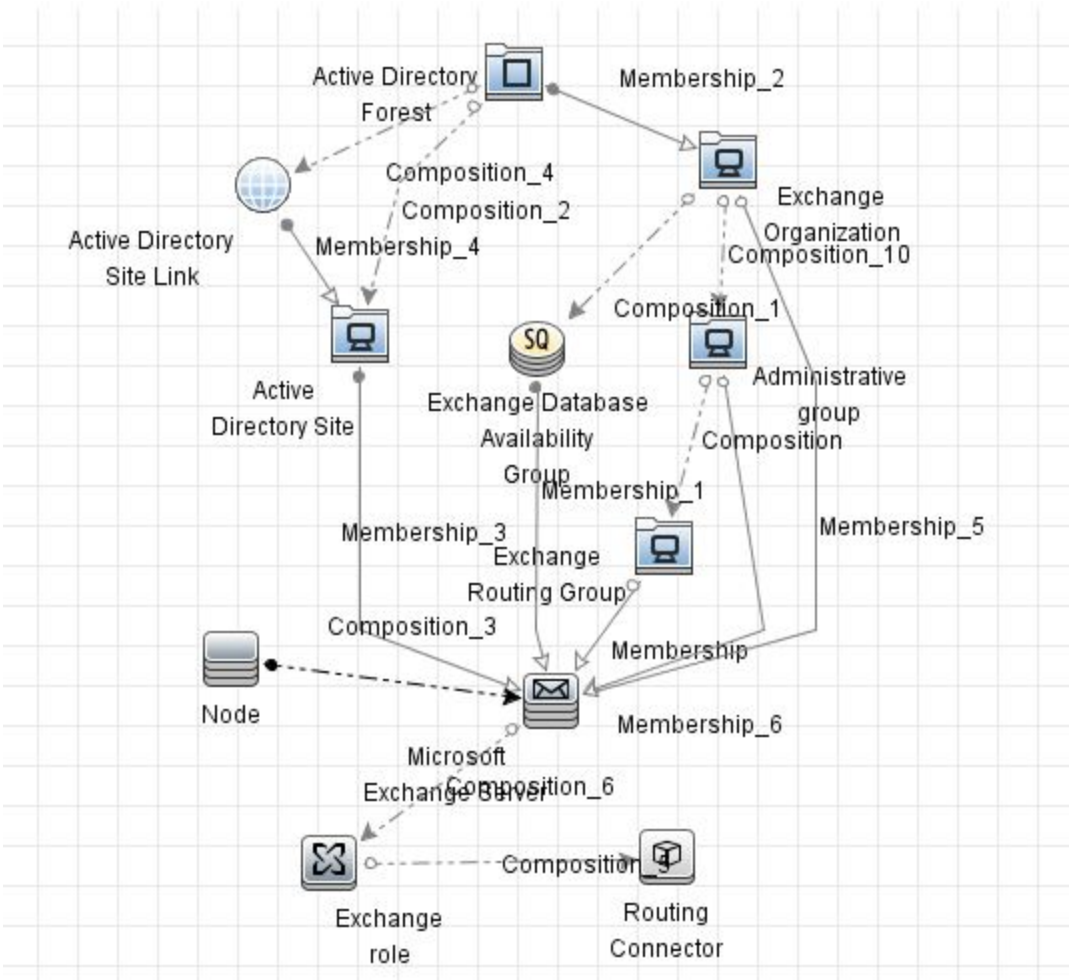 Active Directory
Forest
Membership_2
Composition_4
Exchange
Organization
Composition_2
Active Directory
Site Link
Membership_4
Composition_10
Composition_1
SQ
Active
Directory Site
Exchange Database
Availability
Group
Administrative
group
Composition
Membership_1
Membership_3
Exchange
Routing Group
Membership_5
Composition_3
Membership
Node
Membership_6
Microsoft
Exchange Server
Composition_6
Composition_5
Exchange
role
Routing
Connector